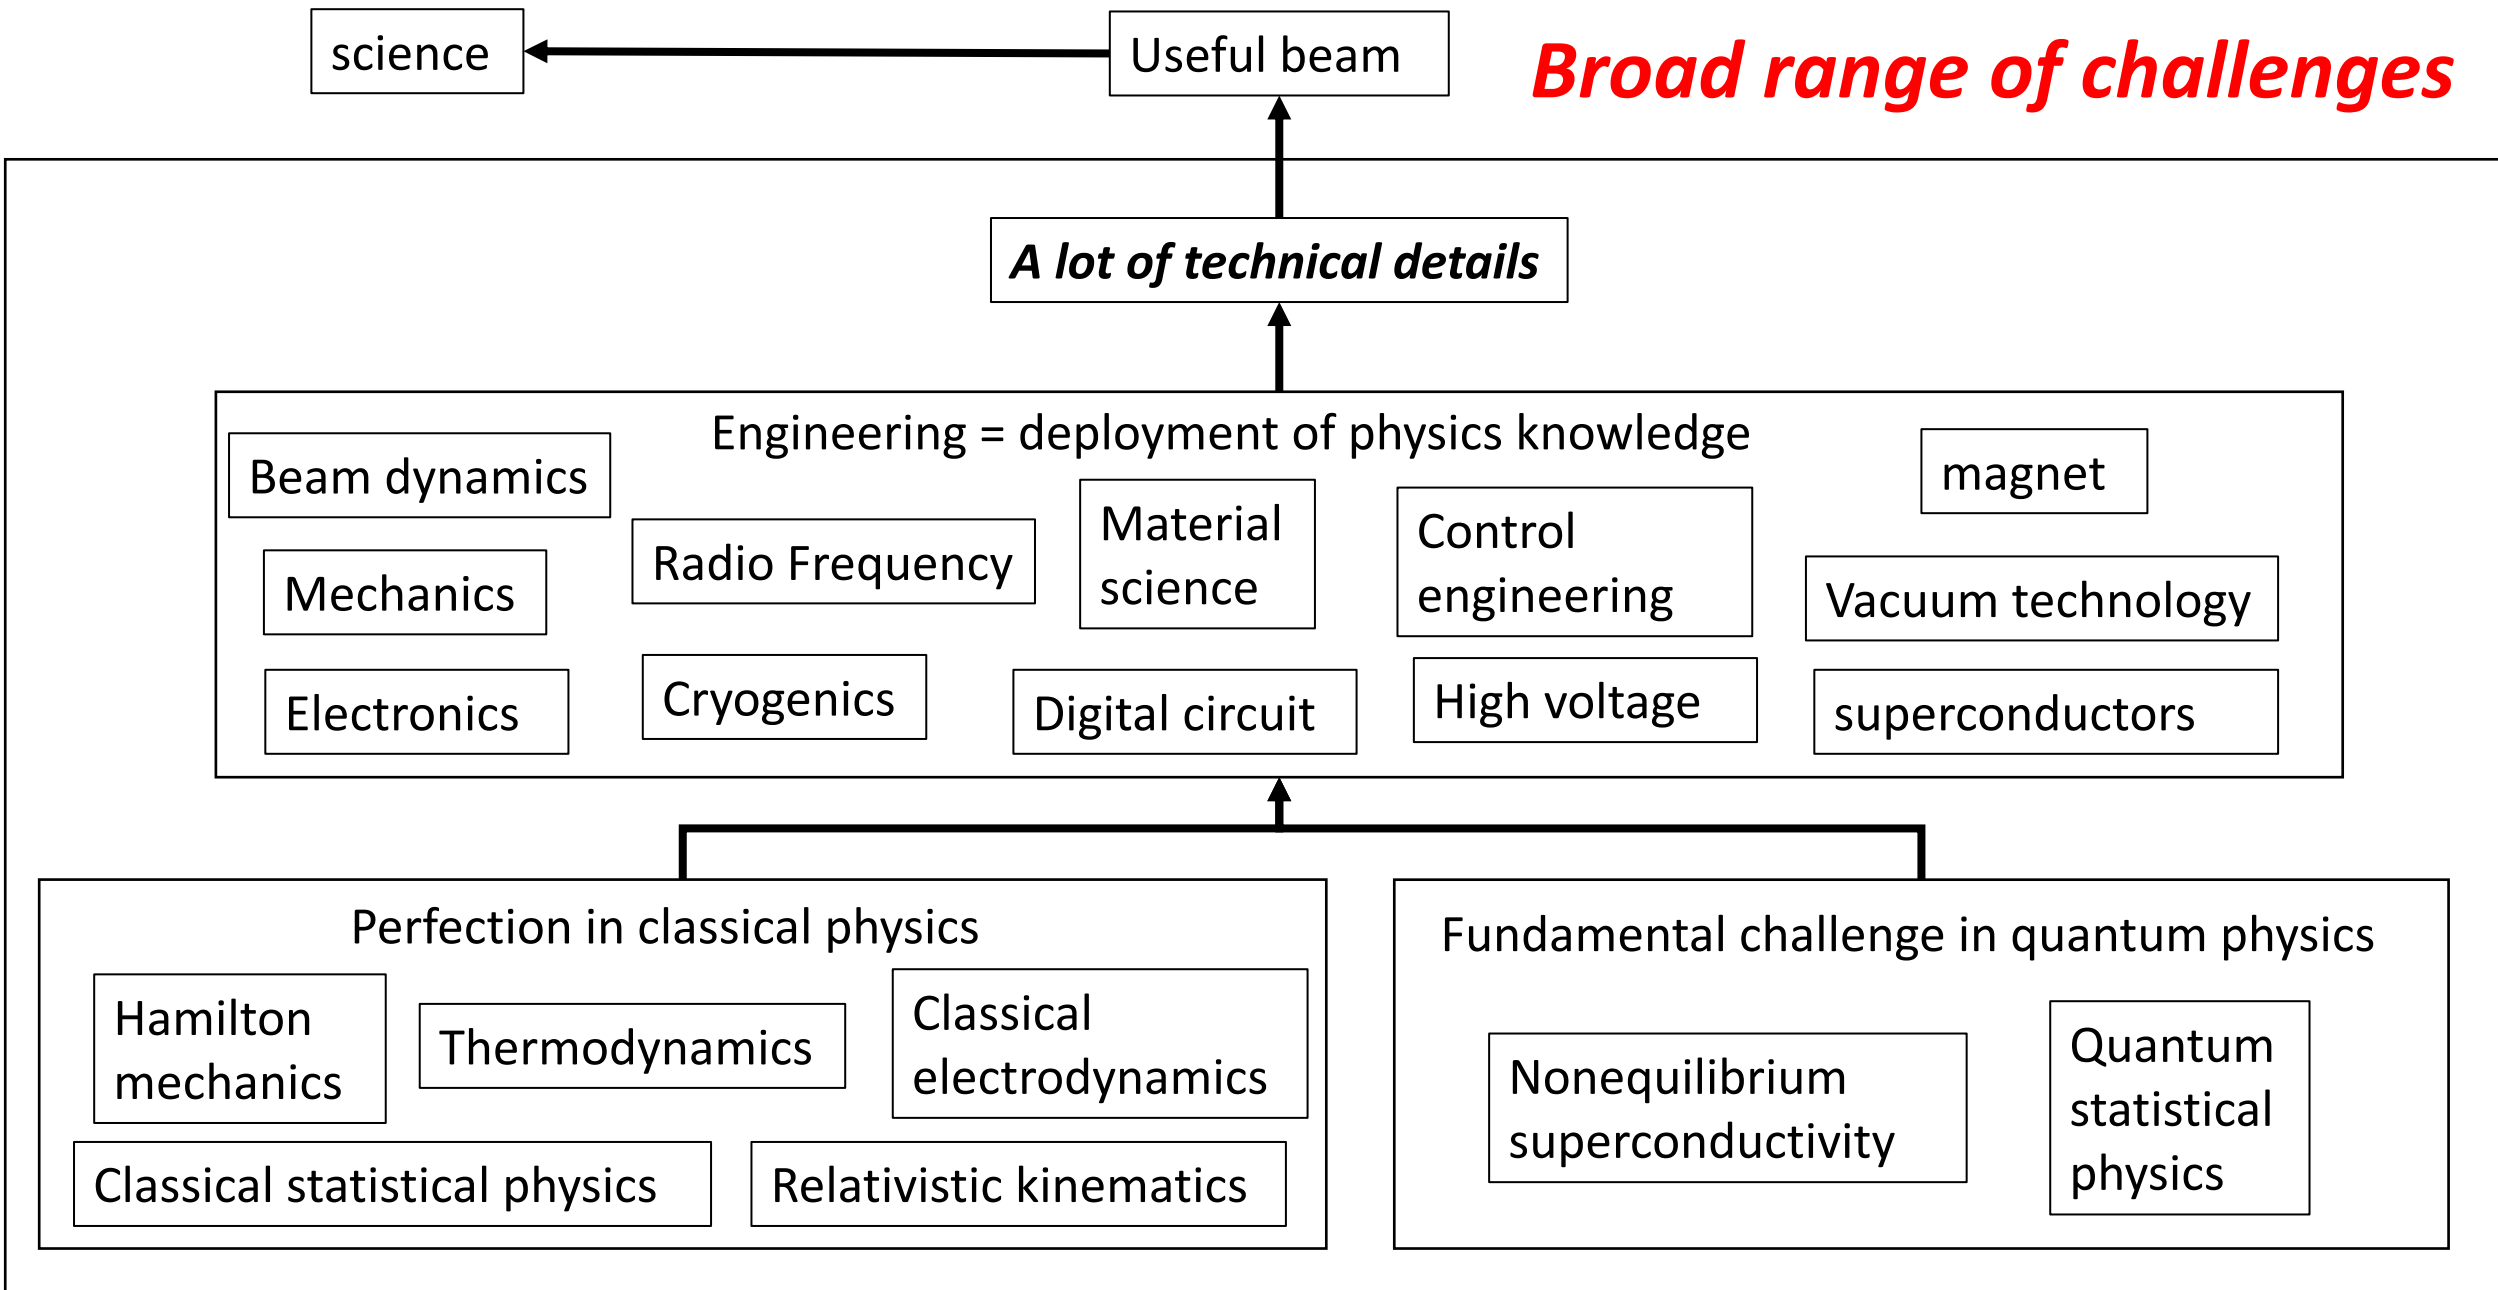 science
Useful beam
Broad range of challenges
A lot of technical details
Engineering = deployment of physics knowledge
Beam dynamics
Radio Frequency
Material
science
Control
engineering
magnet
Mechanics
Vacuum technology
Electronics
Cryogenics
Digital circuit
High voltage
superconductors
Perfection in classical physics
Hamilton
mechanics
Thermodynamics
Classical
electrodynamics
Classical statistical physics
Relativistic kinematics
Fundamental challenge in quantum physics
Nonequilibrium
superconductivity
Quantum
statistical
physics